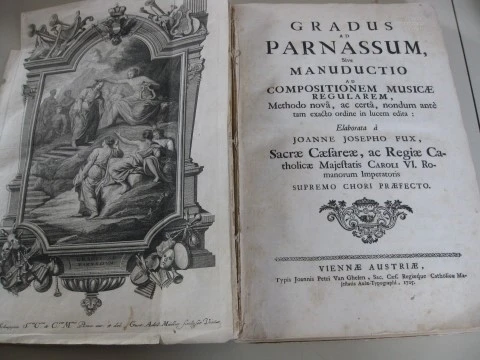 GRADUS
AD
PARNASSUM,
Sive
MANUDUCTIO
AD
COMPOSITIONEM MUSICÆ
REGULAREM,
Methodo novâ, ac certâ, nondum antè
tam exacto ordine in lucem edita:
Elaborata à
JOANNE JOSEPHO FUX,
Sacræ Cæsareæ, ac Regiæ Ca-
tholicæ Majestatis CAROLI VI. Ro-
manorum Imperatoris
SUPREMO CHORI PRÆFECTO.
VIENNÆ AUSTRIÆ,
Typis Joannis Petri Van Ghelen, Sac. Cæs. Regiæque Catholicæ Ma-
jestatis Aulæ-Typographi, 1725.